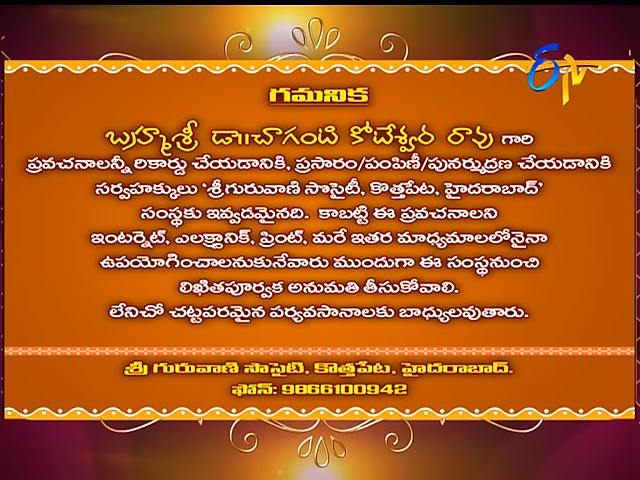 ETV
గమనిక
బ్రహ్మశ్రీ డా॥చాగంటి కోటేశ్వర రావు గారి
ప్రవచనాలన్నీ రికార్డు చేయడానికి, ప్రసారం/పంపిణీ/పునర్ముద్రణ చేయడానికి
సర్వహక్కులు ‘శ్రీ గురువాణి సొసైటీ, కొత్తపేట, హైదరాబాద్’
సంస్థకు ఇవ్వడమైనది. కాబట్టి ఈ ప్రవచనాలని
ఇంటర్నెట్, ఎలక్ట్రానిక్, ప్రింట్, మరే ఇతర మాధ్యమాలలోనైనా
ఉపయోగించాలనుకునేవారు ముందుగా ఈ సంస్థనుంచి
లిఖితపూర్వక అనుమతి తీసుకోవాలి.
లేనిచో చట్టపరమైన పర్యవసానాలకు బాధ్యులవుతారు.
శ్రీ గురువాణి సొసైటి, కొత్తపేట, హైదరాబాద్.
ఫోన్: 9866100942